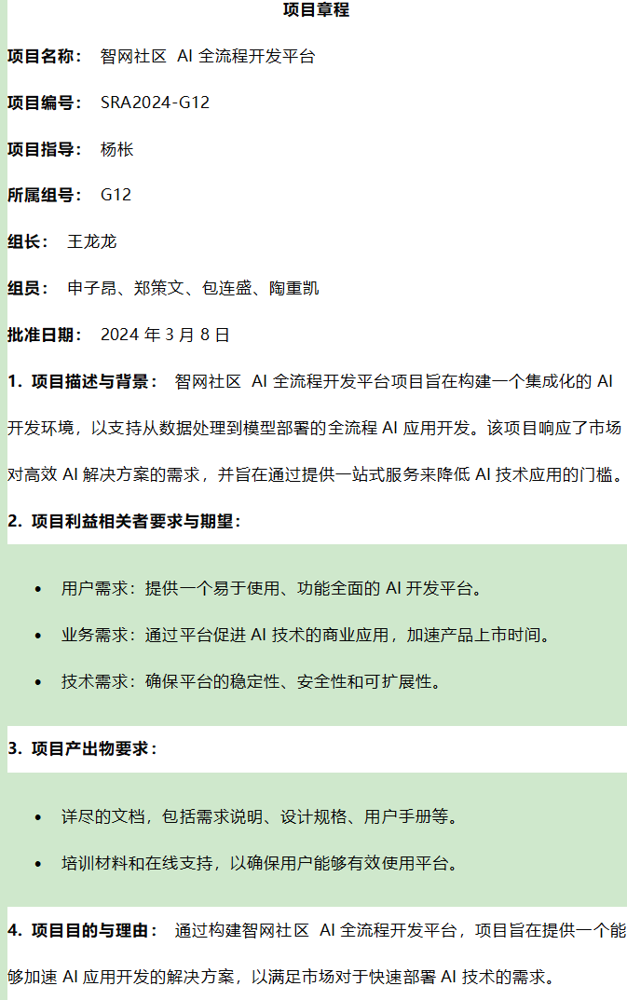 项目章程
项目名称： 智网社区 AI 全流程开发平台
项目编号： SRA2024-G12
项目指导： 杨枨
所属组号： G12
组长： 王龙龙
组员： 申子昂、郑策文、包连盛、陶重凯
批准日期： 2024 年 3 月 8 日
1. 项目描述与背景： 智网社区 AI 全流程开发平台项目旨在构建一个集成化的 AI
开发环境，以支持从数据处理到模型部署的全流程 AI 应用开发。该项目响应了市场
对高效 AI 解决方案的需求，并旨在通过提供一站式服务来降低 AI 技术应用的门槛。
2. 项目利益相关者要求与期望：
• 用户需求：提供一个易于使用、功能全面的 AI 开发平台。
• 业务需求：通过平台促进 AI 技术的商业应用，加速产品上市时间。
• 技术需求：确保平台的稳定性、安全性和可扩展性。
3. 项目产出物要求：
• 详尽的文档，包括需求说明、设计规格、用户手册等。
• 培训材料和在线支持，以确保用户能够有效使用平台。
4. 项目目的与理由： 通过构建智网社区 AI 全流程开发平台，项目旨在提供一个能
够加速 AI 应用开发的解决方案，以满足市场对于快速部署 AI 技术的需求。